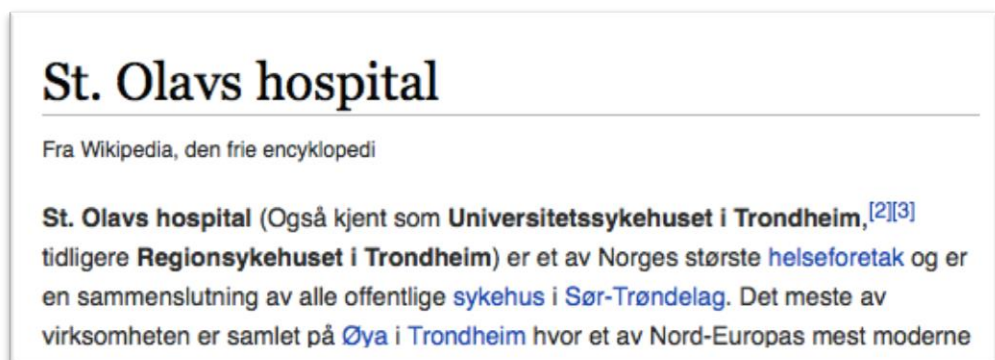 St. Olavs hospital
Fra Wikipedia, den frie encyklopedi
St. Olavs hospital (Også kjent som Universitetssykehuset i Trondheim,[2][3]
tidligere Regionsykehuset i Trondheim) er et av Norges største helseforetak og er
en sammenslutning av alle offentlige sykehus i Sør-Trøndelag. Det meste av
virksomheten er samlet på Øya i Trondheim hvor et av Nord-Europas mest moderne